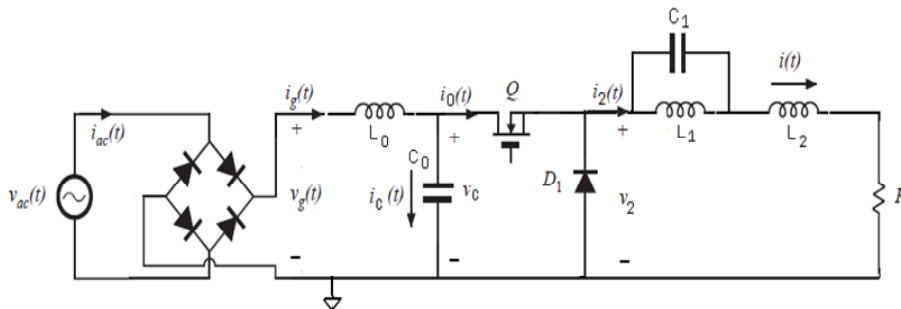 C1
i(t)
ig(t)
i0(t)
Q
i2(t)
iac(t)
+
L0
+
+
L1
L2
C0
vac(t)
vg(t)
ic(t)
vc
D1
v2
-
-
-